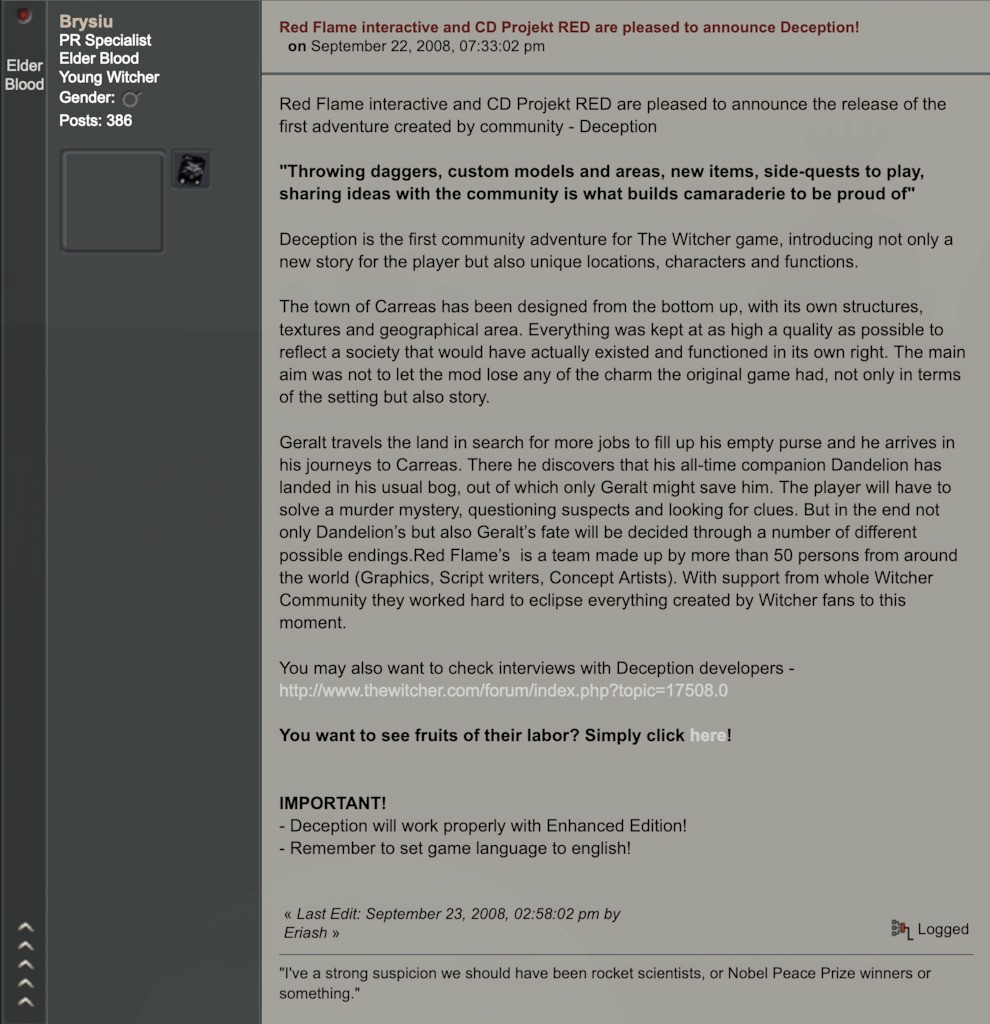 Elder
Blood
Brysiu
PR Specialist
Elder Blood
Young Witcher
Gender:
Posts: 386
Red Flame interactive and CD Projekt RED are pleased to announce Deception!
on September 22, 2008, 07:33:02 pm
Red Flame interactive and CD Projekt RED are pleased to announce the release of the
first adventure created by community - Deception
"Throwing daggers, custom models and areas, new items, side-quests to play,
sharing ideas with the community is what builds camaraderie to be proud of"
Deception is the first community adventure for The Witcher game, introducing not only a
new story for the player but also unique locations, characters and functions.
The town of Carreas has been designed from the bottom up, with its own structures,
textures and geographical area. Everything was kept at as high a quality as possible to
reflect a society that would have actually existed and functioned in its own right. The main
aim was not to let the mod lose any of the charm the original game had, not only in terms
of the setting but also story.
Geralt travels the land in search for more jobs to fill up his empty purse and he arrives in
his journeys to Carreas. There he discovers that his all-time companion Dandelion has
landed in his usual bog, out of which only Geralt might save him. The player will have to
solve a murder mystery, questioning suspects and looking for clues. But in the end not
only Dandelion’s but also Geralt’s fate will be decided through a number of different
possible endings.Red Flame’s  is a team made up by more than 50 persons from around
the world (Graphics, Script writers, Concept Artists). With support from whole Witcher
Community they worked hard to eclipse everything created by Witcher fans to this
moment.
You may also want to check interviews with Deception developers -
http://www.thewitcher.com/forum/index.php?topic=17508.0
You want to see fruits of their labor? Simply click here!
IMPORTANT!
- Deception will work properly with Enhanced Edition!
- Remember to set game language to english!
« Last Edit: September 23, 2008, 02:58:02 pm by
Eriash »
Logged
"I've a strong suspicion we should have been rocket scientists, or Nobel Peace Prize winners or
something."